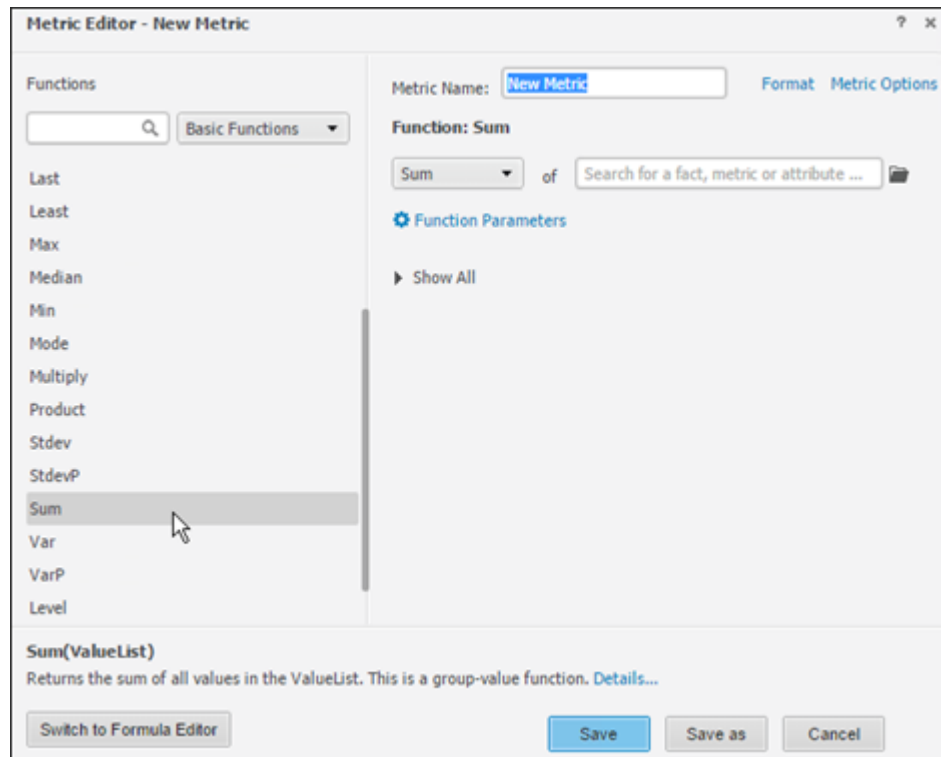 Metric Editor - New Metric ? ×
Functions
Basic Functions
Last
Least
Max
Median
Min
Mode
Multiply
Product
Stdev
StdevP
Sum
Var
VarP
Level
Metric Name: New Metric Format Metric Options
Function: Sum
Sum of Search for a fact, metric or attribute ...
Function Parameters
Show All
Sum(ValueList)
Returns the sum of all values in the ValueList. This is a group-value function. Details...
Switch to Formula Editor Save Save as Cancel